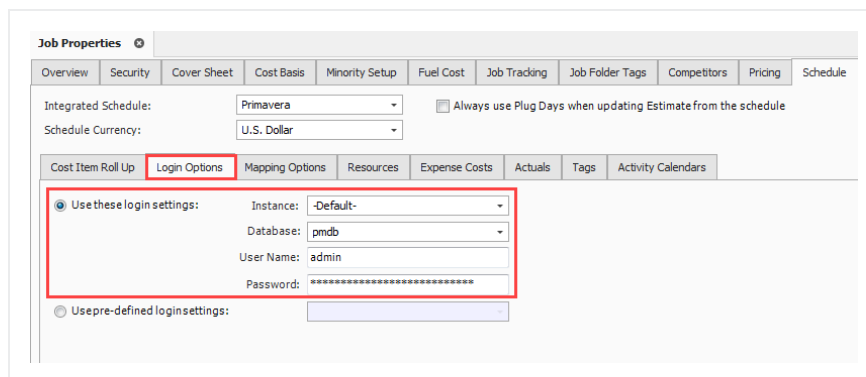 Job Properties
Overview Security Cover Sheet Cost Basis Minority Setup Fuel Cost Job Tracking Job Folder Tags Competitors Pricing Schedule
Integrated Schedule: Primavera Always use Plug Days when updating Estimate from the schedule
Schedule Currency: U.S. Dollar
Cost Item Roll Up Login Options Mapping Options Resources Expense Costs Actuals Tags Activity Calendars
Use these login settings: Instance: -Default-
Database: pmdb
User Name: admin
Password: ***************************
Use pre-defined login settings: